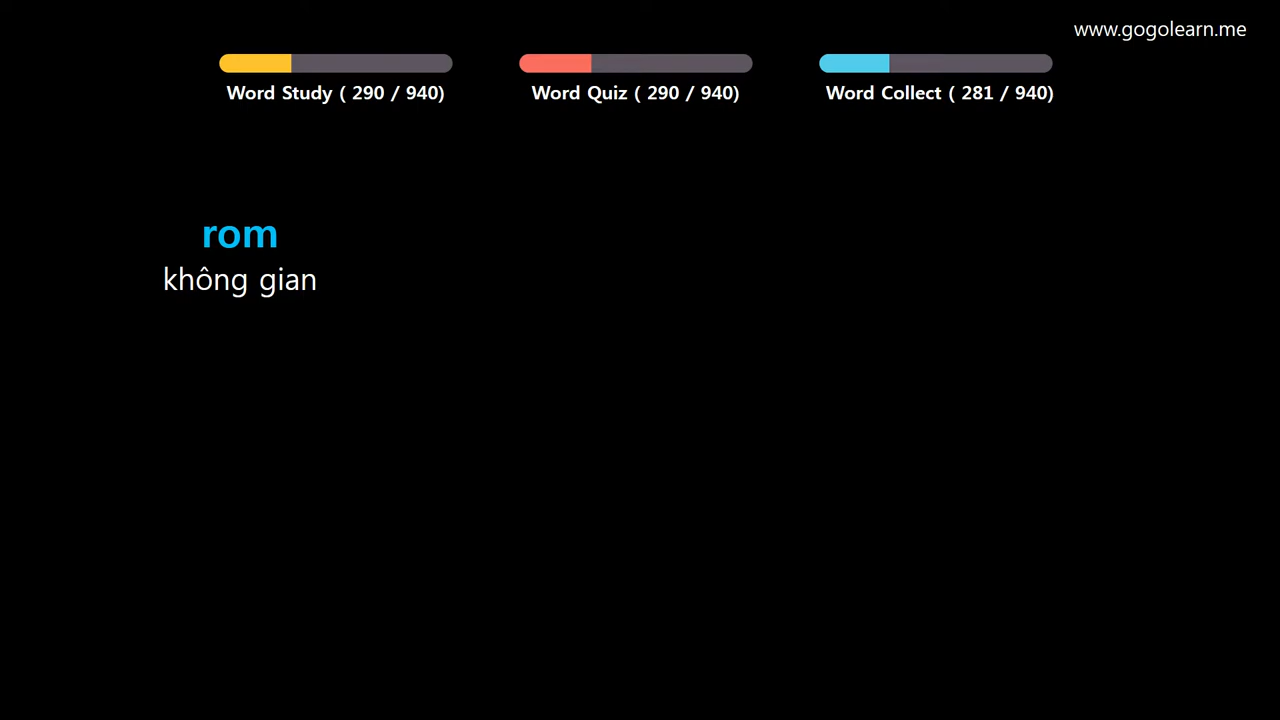 www.gogolearn.me
Word Study ( 290 / 940)
Word Quiz ( 290 / 940)
Word Collect ( 281 / 940)
rom
không gian